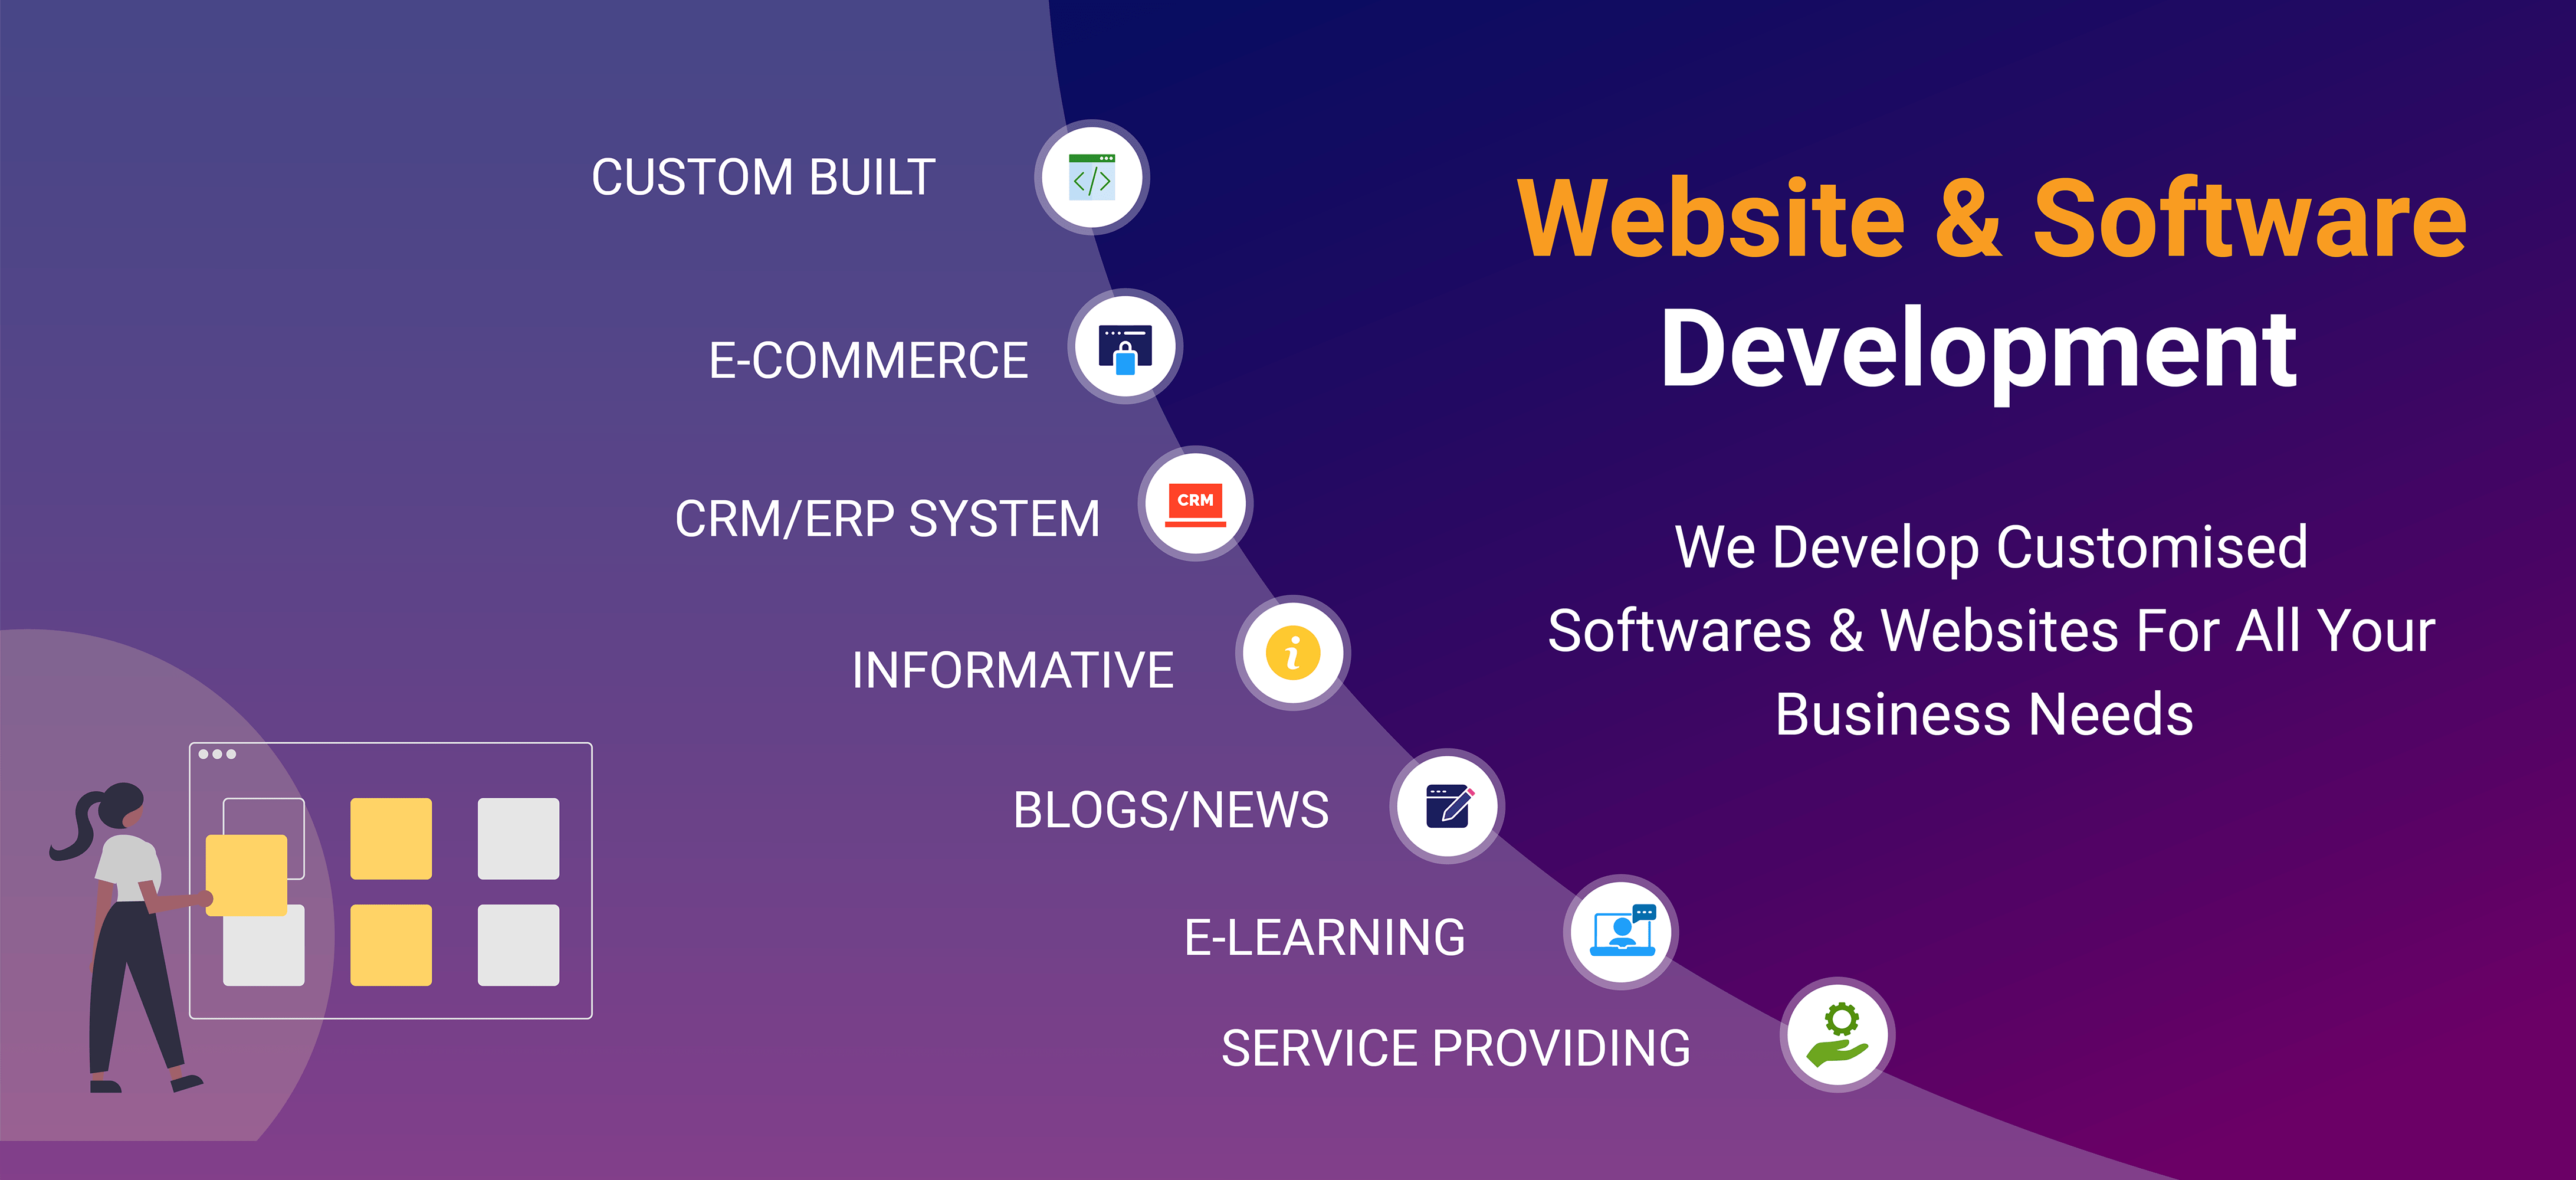 CUSTOM BUILT
E-COMMERCE
CRM/ERP SYSTEM
CRM
INFORMATIVE
i
BLOGS/NEWS
E-LEARNING
SERVICE PROVIDING
Website & Software
Development
We Develop Customised
Softwares & Websites For All Your
Business Needs